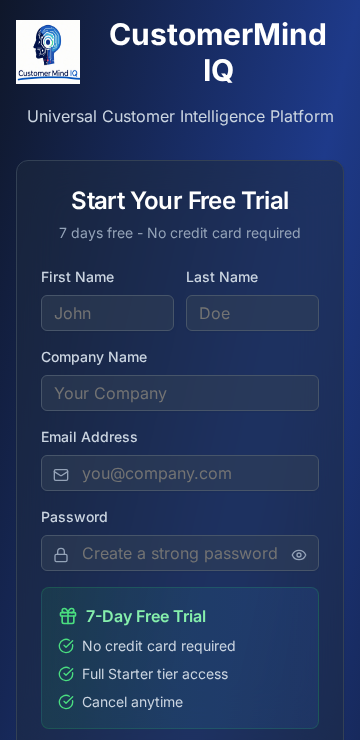 CustomerMind IQ
CustomerMind
IQ
Universal Customer Intelligence Platform
Start Your Free Trial
7 days free - No credit card required
First Name
Last Name
John
Doe
Company Name
Your Company
Email Address
you@company.com
Password
Create a strong password
7-Day Free Trial
No credit card required
Full Starter tier access
Cancel anytime